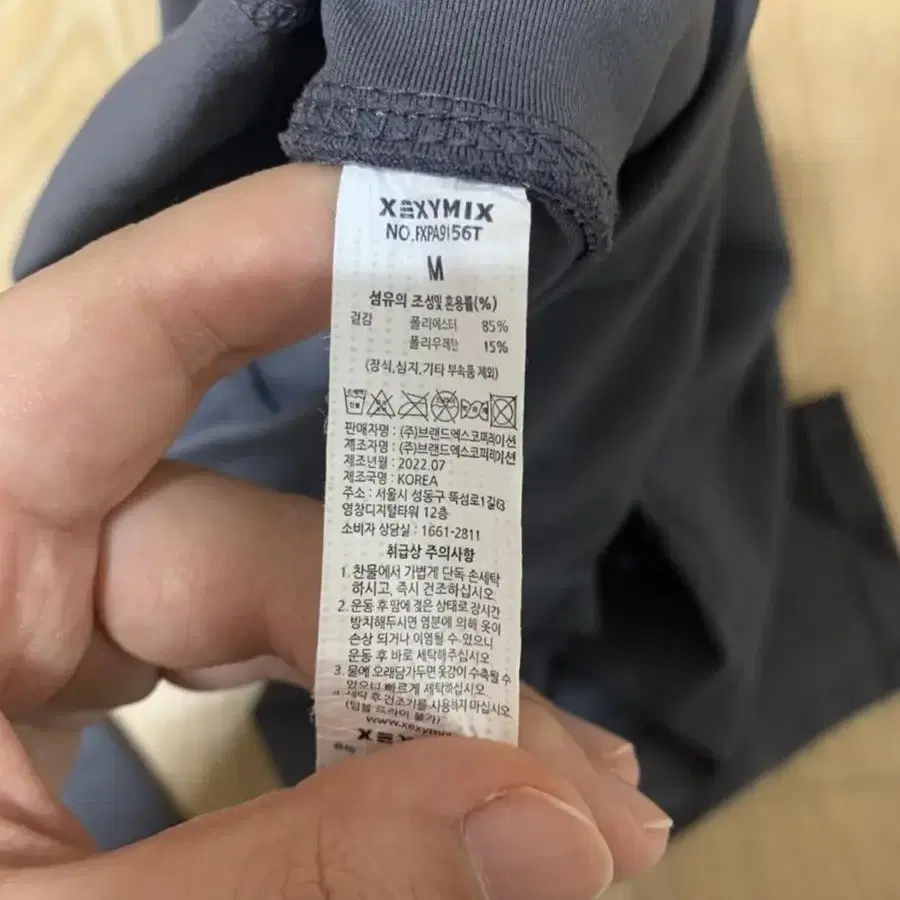 XEXYMIX
NO.FXPA9156T
M
섬유의 조성및 혼용률(%)
겉감 폴리에스터 85%
폴리우레탄 15%
(장식,심지,기타 부속품 제외)
판매자명 : (주)브랜드엑스코퍼레이션
제조자명 : (주)브랜드엑스코퍼레이션
제조년월 : 2022.07
제조국명 : KOREA
주소 : 서울시 성동구 뚝섬로1길63
영창디지털타워 12층
소비자 상담실 : 1661-2811
취급상 주의사항
1. 찬물에서 가볍게 단독 손세탁
하시고, 즉시 건조하십시오.
2. 운동 후 땀에 젖은 상태로 장시간
방치해두시면 염분에 의해 옷이
손상 되거나 이염될 수 있으니
운동 후 바로 세탁해주십시오.
3. 물에 오래담가두면 옷감이 수축될 수
있으니 빠르게 세탁하십시오.
4. 세탁 후 건조기를 사용하지 마십시오.
(텀블 드라이 불가)
www.xexymix
XEXYM